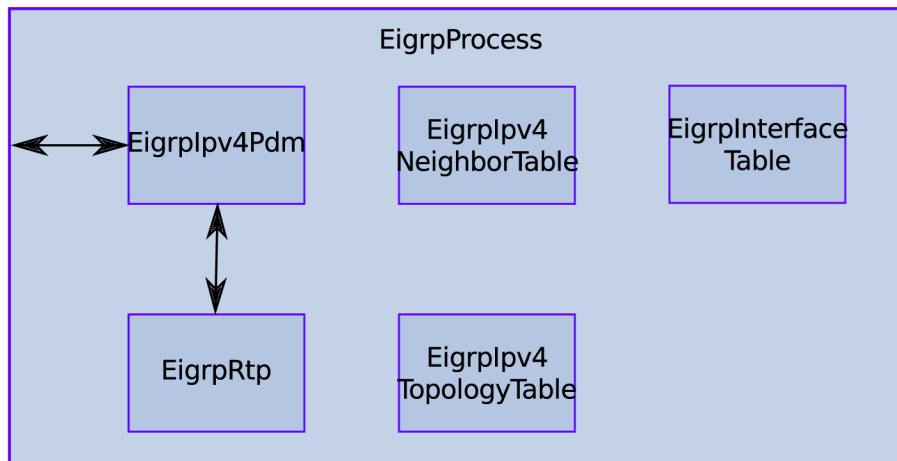 EigrpProcess
EigrpIpv4Pdm
EigrpIpv4
NeighborTable
EigrpInterface
Table
EigrpRtp
EigrpIpv4
TopologyTable